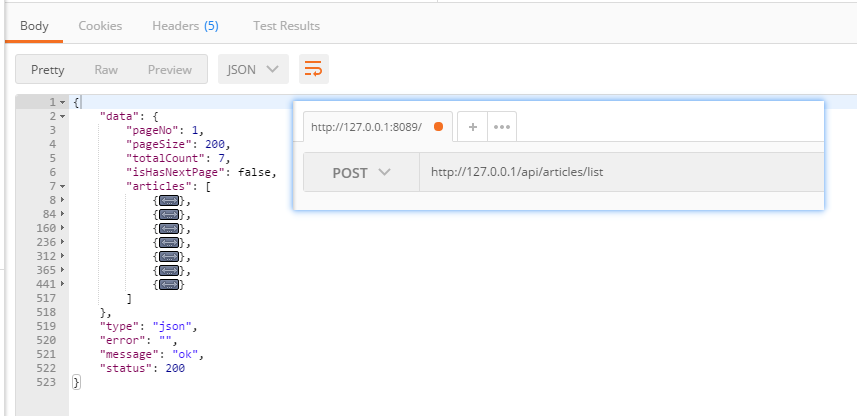 Body Cookies Headers (5) Test Results
Pretty Raw Preview JSON
1 {
2 "data": {
3 "pageNo": 1,
4 "pageSize": 200,
5 "totalCount": 7,
6 "isHasNextPage": false,
7 "articles": [
8 {},
84 {},
160 {},
236 {},
312 {},
365 {},
441 {}
517 ]
518 },
519 "type": "json",
520 "error": "",
521 "message": "ok",
522 "status": 200
523 }
http://127.0.0.1:8089/ + •••
POST http://127.0.0.1/api/articles/list